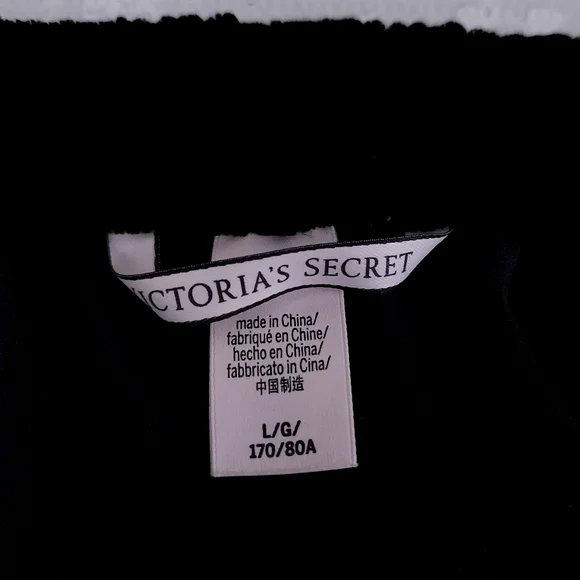 VICTORIA'S SECRET
made in China/
fabriqué en Chine/
hecho en China/
fabbricato in Cina/
中国制造
L/G/
170/80A